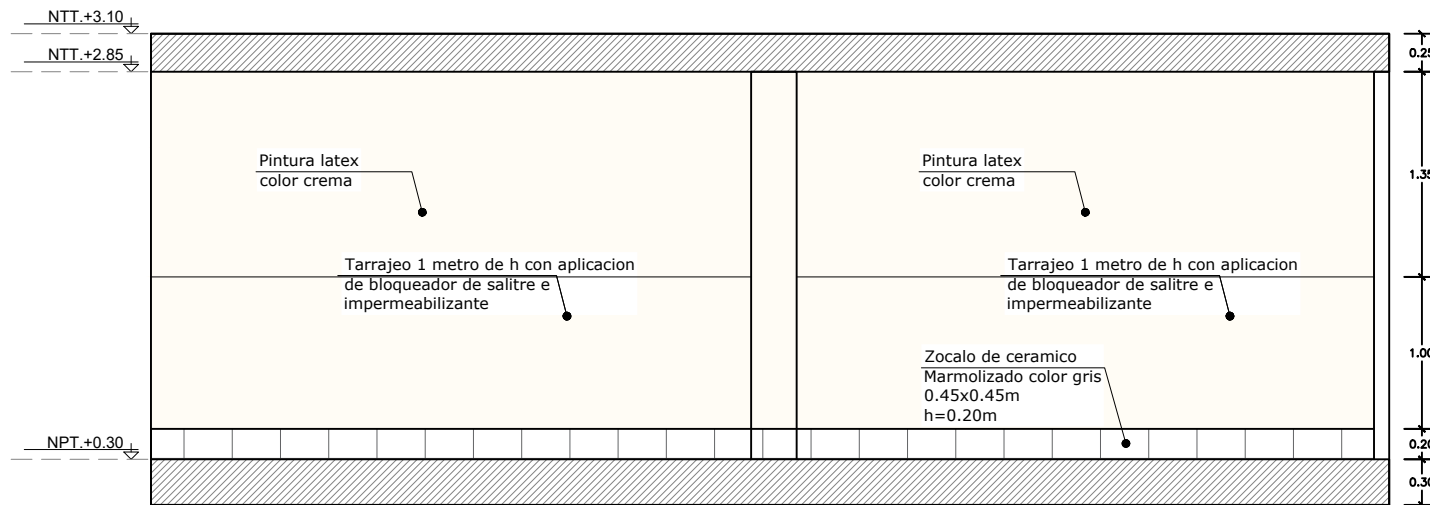 NTT.+3.10
NTT.+2.85
0.25
Pintura latex
color crema
Pintura latex
color crema
1.35
Tarrajeo 1 metro de h con aplicacion
de bloqueador de salitre e
impermeabilizante
Tarrajeo 1 metro de h con aplicacion
de bloqueador de salitre e
impermeabilizante
1.00
Zocalo de ceramico
Marmolizado color gris
0.45x0.45m
h=0.20m
NPT.+0.30
0.20
0.30